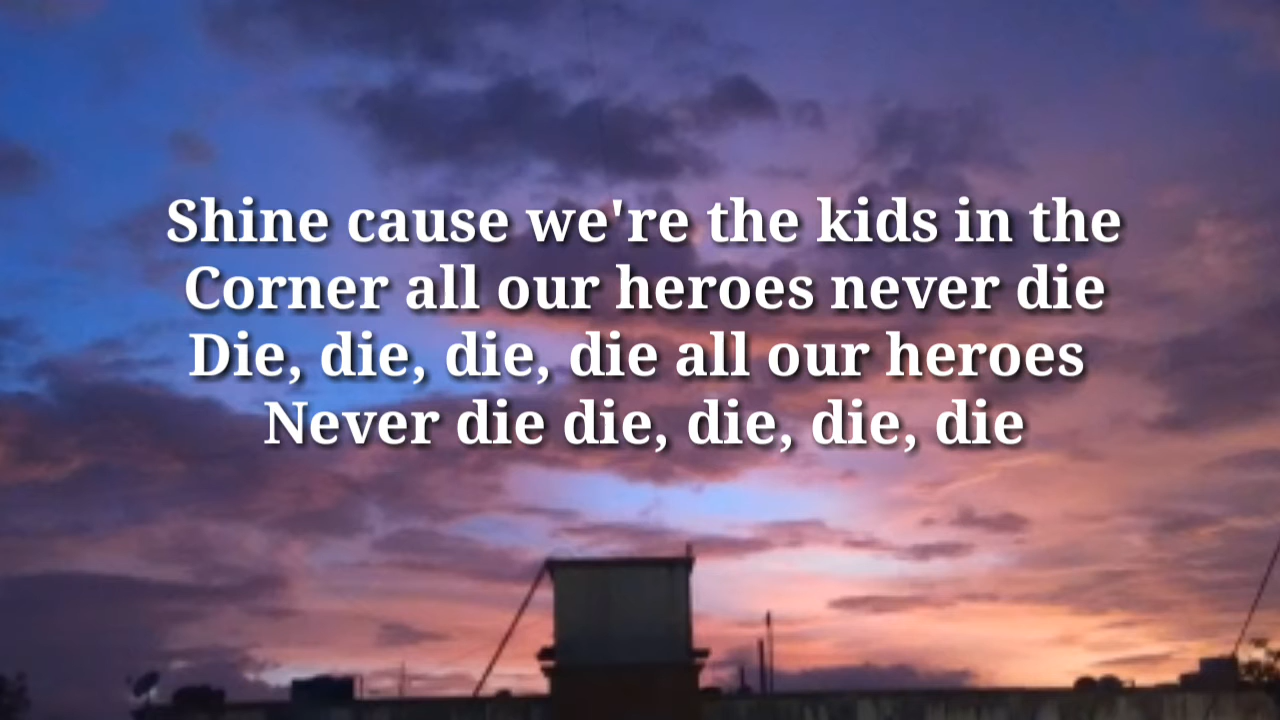 Shine cause we're the kids in the
Corner all our heroes never die
Die, die, die, die all our heroes
Never die die, die, die, die